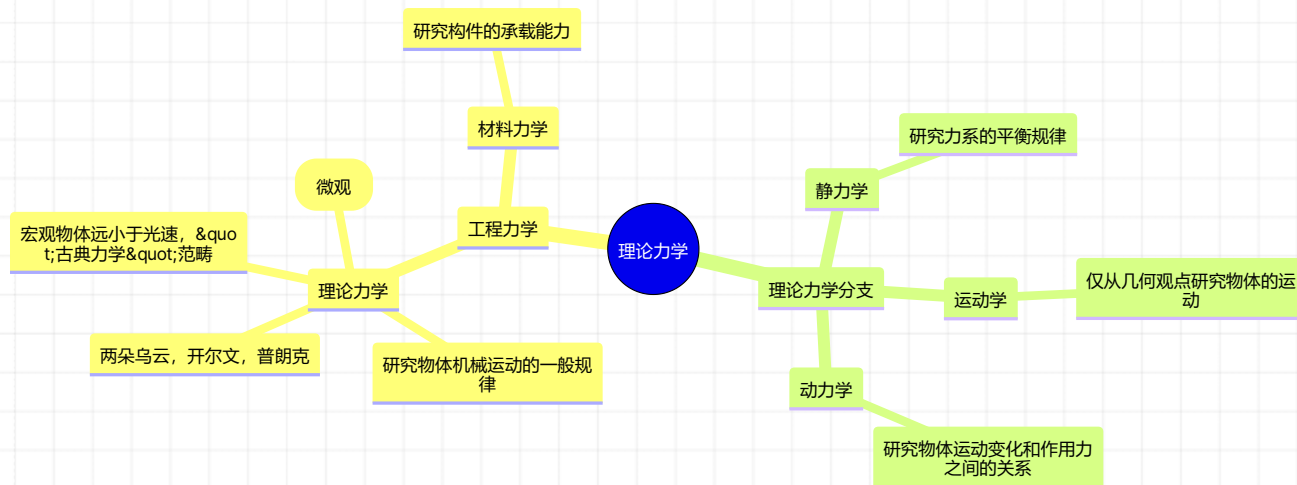 研究构件的承载能力
材料力学
微观
工程力学
宏观物体远小于光速，&quo
t;古典力学&quot;范畴
理论力学
两朵乌云，开尔文，普朗克
研究物体机械运动的一般规
律
理论力学
研究力系的平衡规律
静力学
理论力学分支
运动学
仅从几何观点研究物体的运
动
动力学
研究物体运动变化和作用力
之间的关系